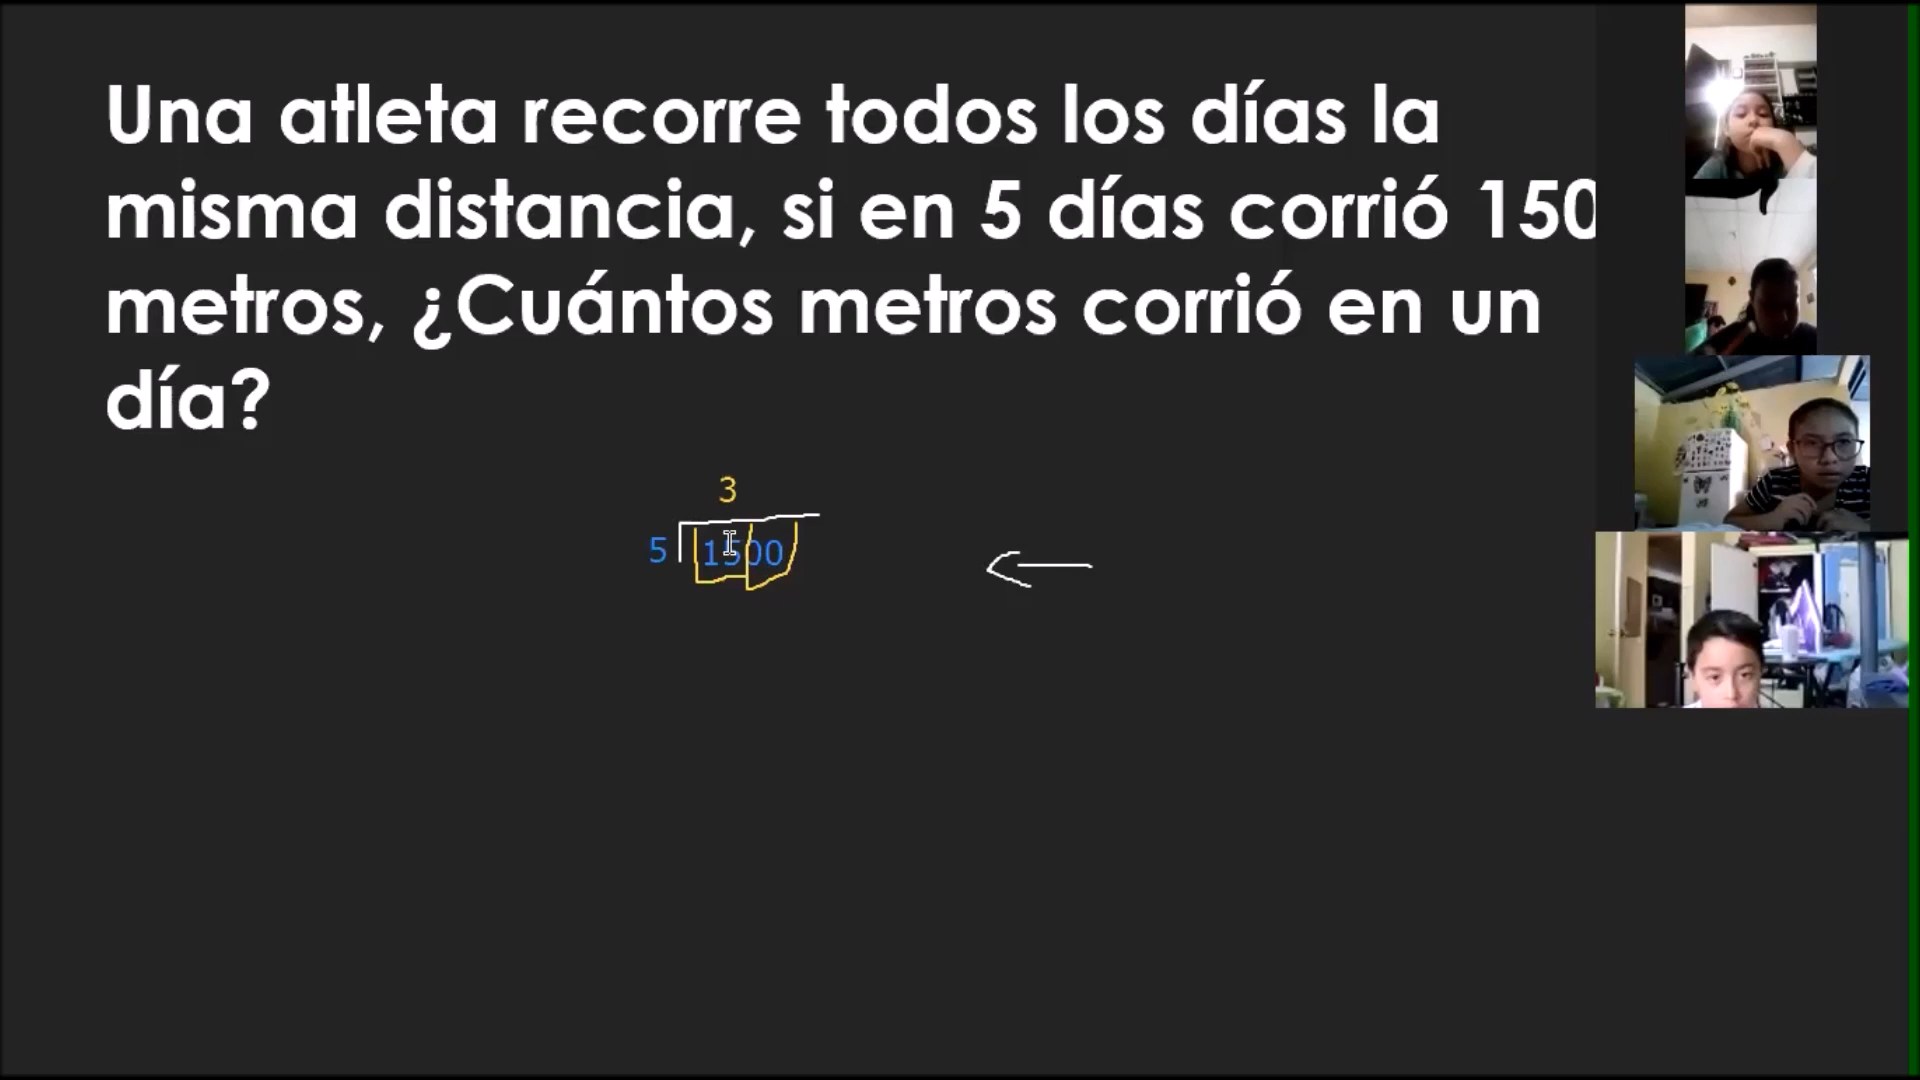 Una atleta recorre todos los días la
misma distancia, si en 5 días corrió 150
metros, ¿Cuántos metros corrió en un
día?
3
5 1500